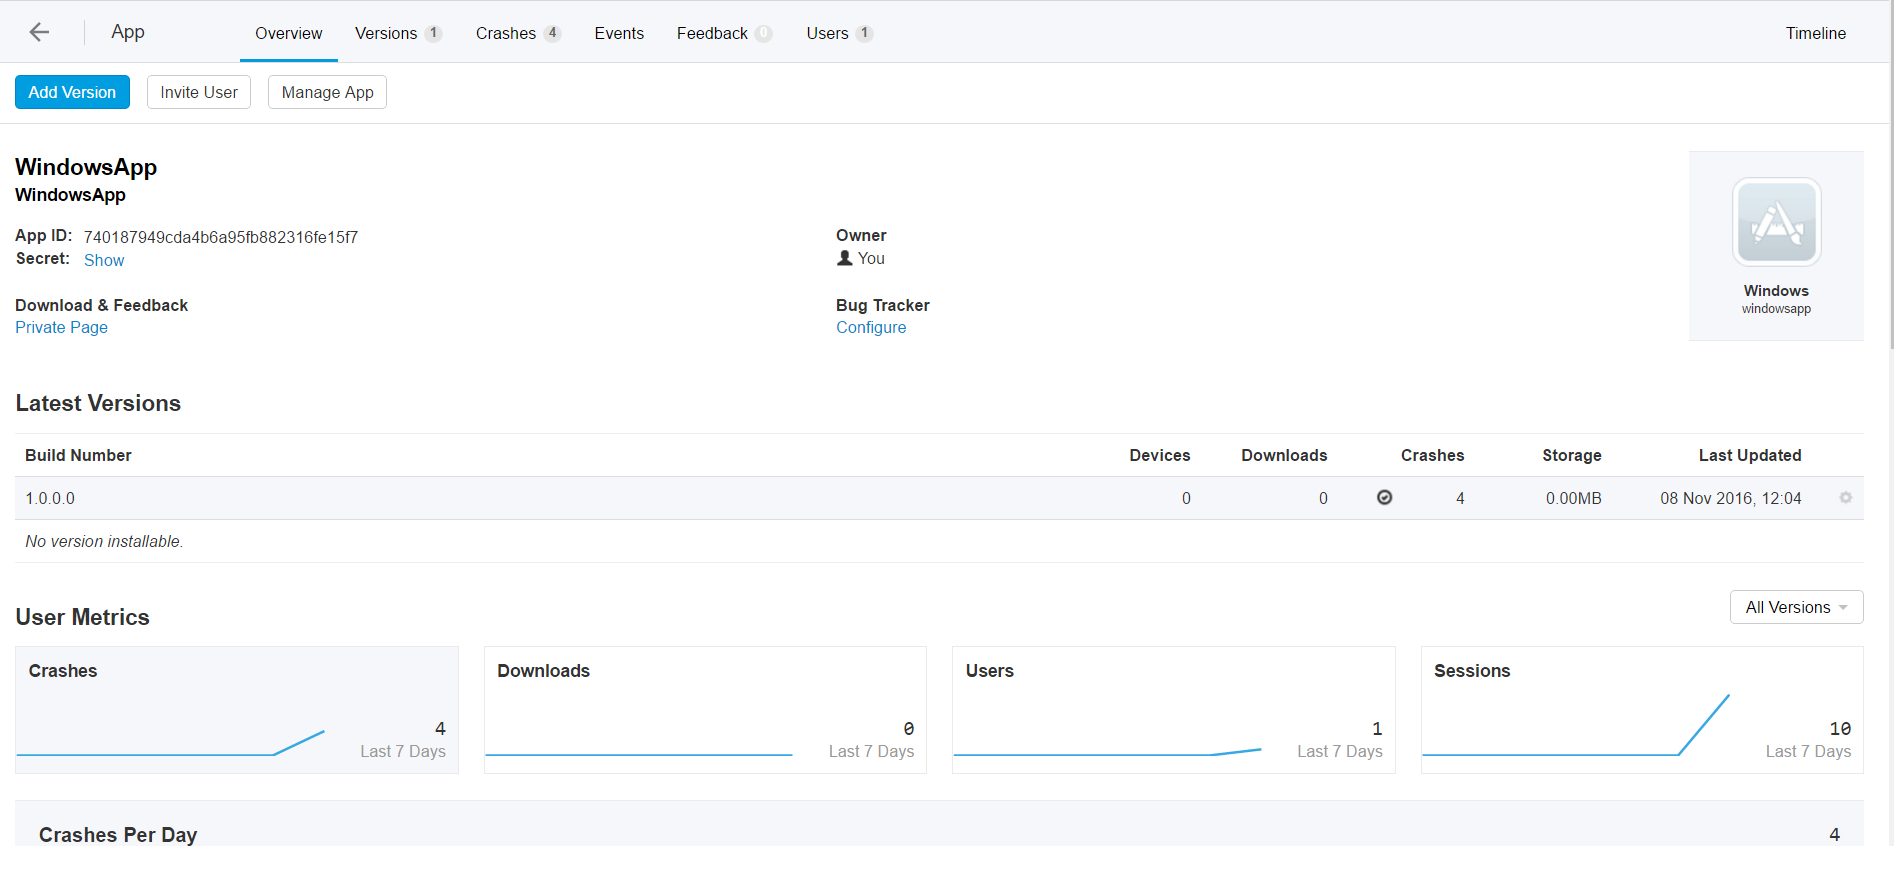 App Overview Versions 1 Crashes 4 Events Feedback 0 Users 1 Timeline
Add Version Invite User Manage App
WindowsApp
WindowsApp
App ID: 740187949cda4b6a95fb882316fe15f7
Secret: Show
Owner
You
Download & Feedback
Private Page
Bug Tracker
Configure
Windows
windowsapp
Latest Versions
Build Number Devices Downloads Crashes Storage Last Updated
1.0.0.0 0 0 4 0.00MB 08 Nov 2016, 12:04
No version installable.
User Metrics
All Versions
Crashes
4
Last 7 Days
Downloads
0
Last 7 Days
Users
1
Last 7 Days
Sessions
10
Last 7 Days
Crashes Per Day 4